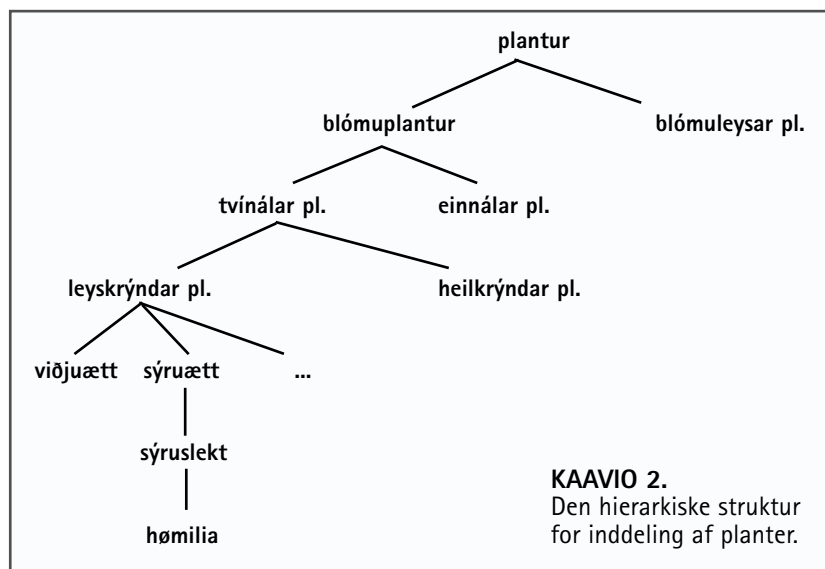 plantur
blómuplantur blómuleysar pl.
tvínálar pl. einnálar pl.
leyskrýndar pl. heilkrýndar pl.
viðjuætt sýruætt ...
sýruslekt
hømilia
KAAVIO 2.
Den hierarkiske struktur
for inddeling af planter.